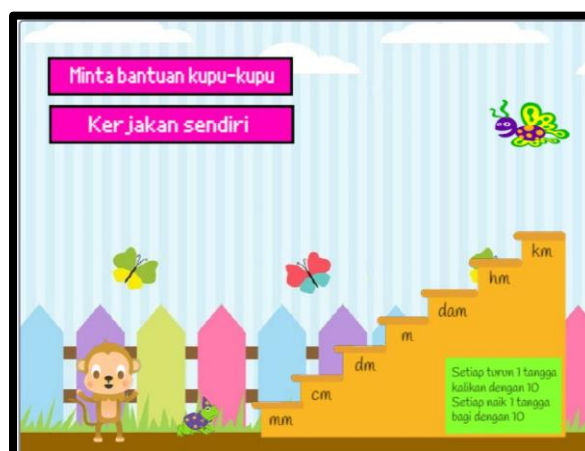 Minta bantuan kupu-kupu
Kerjakan sendiri
km
hm
dam
m
dm
cm
mm
Setiap turun 1 tangga
kalikan dengan 10
Setiap naik 1 tangga
bagi dengan 10